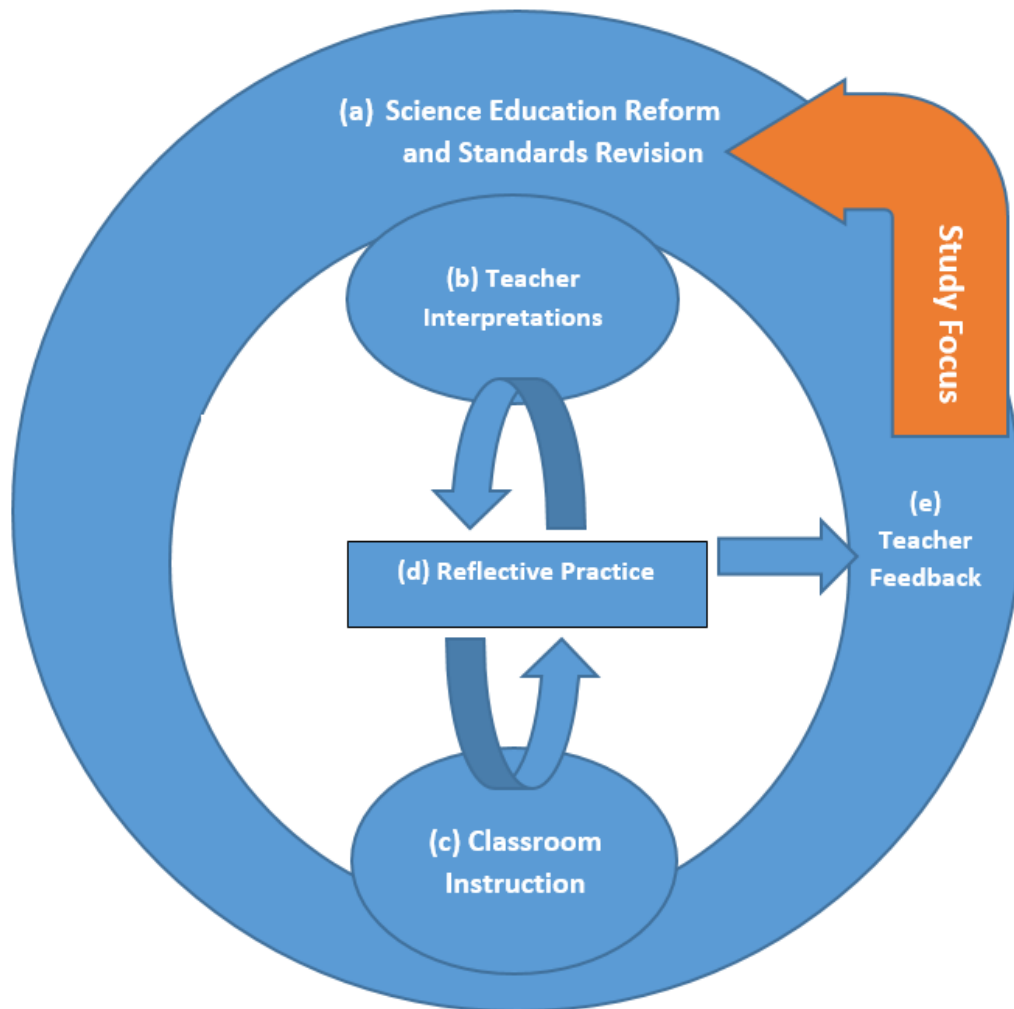 (a) Science Education Reform
and Standards Revision
Study Focus
(b) Teacher
Interpretations
(d) Reflective Practice
(e)
Teacher
Feedback
(c) Classroom
Instruction